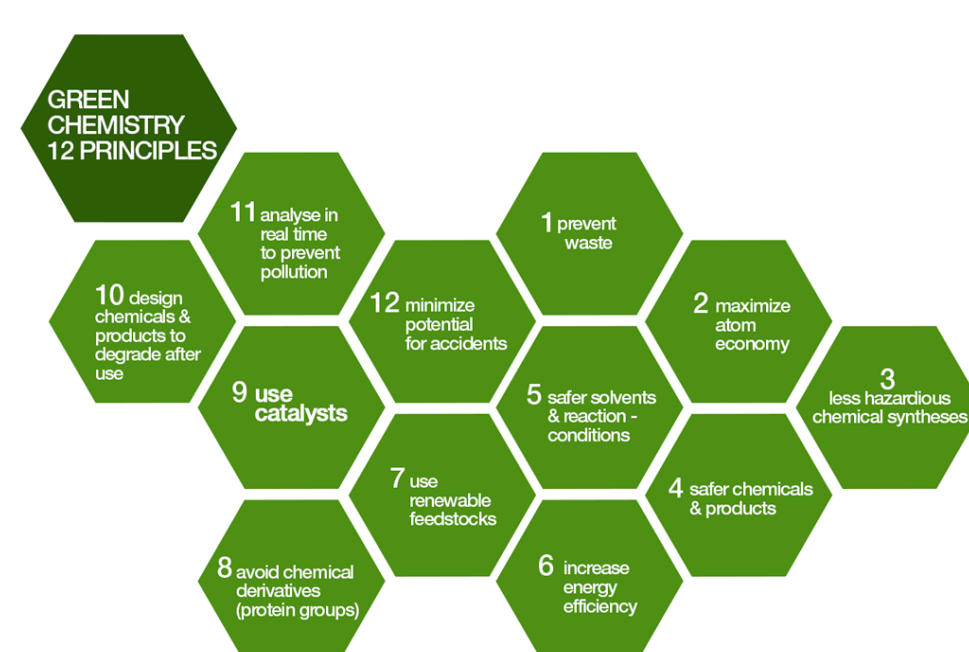 GREEN
CHEMISTRY
12 PRINCIPLES
11 analyse in
real time
to prevent
pollution
1 prevent
waste
10 design
chemicals &
products to
degrade after
use
12 minimize
potential
for accidents
2 maximize
atom
economy
9 use
catalysts
5 safer solvents
& reaction -
conditions
3
less hazardious
chemical syntheses
7 use
renewable
feedstocks
4 safer chemicals
& products
8 avoid chemical
derivatives
(protein groups)
6 increase
energy
efficiency